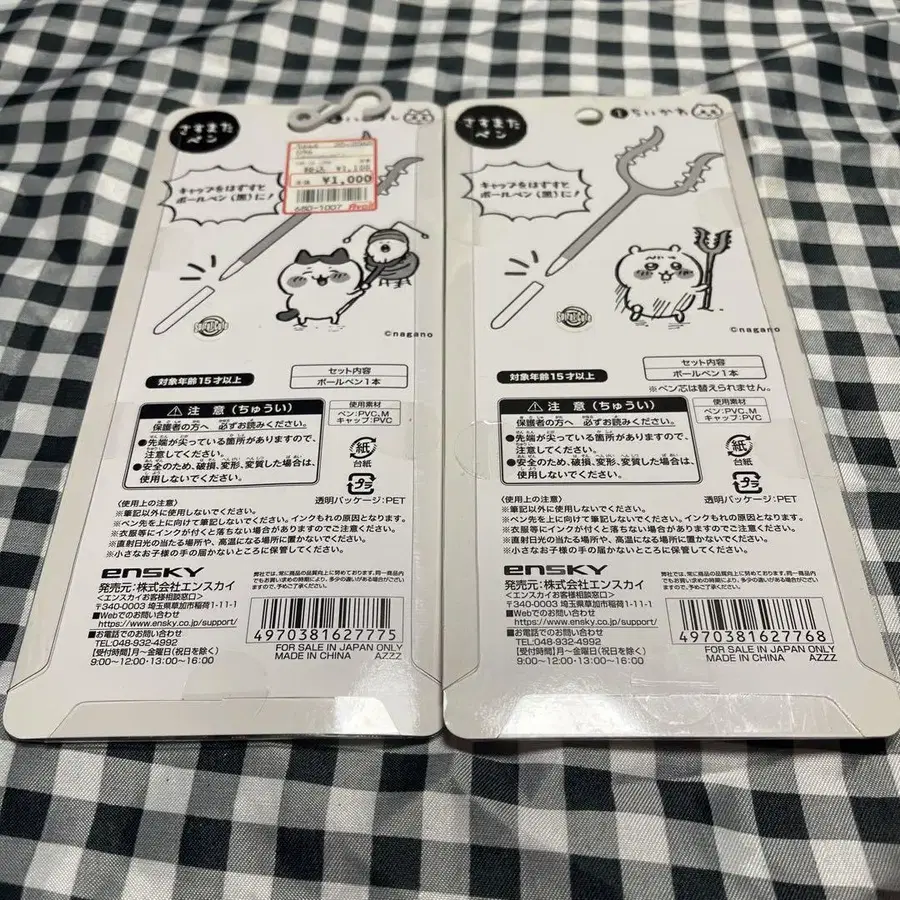 さすまた
ペン
キャップをはずすと
ボールペン(黒)に!
税込 ¥1,100
¥1,000
680-1007
©nagano
対象年齢15才以上
セット内容
ボールペン1本
⚠ 注意(ちゅうい)
保護者の方へ 必ずお読みください。
●先端が尖っている箇所がありますので、
注意してください。
●安全のため、破損、変形、変質した場合は、
使用しないでください。
使用素材
ペン:PVC,M
キャップ:PVC
紙
台紙
プラ
透明パッケージ:PET
〈使用上の注意〉
※筆記以外に使用しないでください。
※ペン先を上に向けて筆記しないでください。インクもれの原因となります。
※衣服等にインクが付くと落ちない場合がありますのでご注意ください。
※直射日光の当たる場所や、高温になる場所に置かないでください。
※小さなお子様の手の届かないところに保管してください。
ensky
発売元:株式会社エンスカイ
<エンスカイお客様相談窓口>
〒340-0003 埼玉県草加市稲荷1-11-1
■Webでのお問い合わせ
https://www.ensky.co.jp/support/
■お電話でのお問い合わせ
TEL.048-932-4992
【受付時間】月~金曜日(祝日を除く)
9:00~12:00・13:00~16:00
4970381627775
FOR SALE IN JAPAN ONLY
MADE IN CHINA AZZZ
さすまた
ペン
1ちいかわ
キャップをはずすと
ボールペン(黒)に!
©nagano
対象年齢15才以上
セット内容
ボールペン1本
※ペン芯は替えられません。
⚠ 注意(ちゅうい)
保護者の方へ 必ずお読みください。
●先端が尖っている箇所がありますので、
注意してください。
●安全のため、破損、変形、変質した場合は、
使用しないでください。
使用素材
ペン:PVC,M
キャップ:PVC
紙
台紙
プラ
透明パッケージ:PET
〈使用上の注意〉
※筆記以外に使用しないでください。
※ペン先を上に向けて筆記しないでください。インクもれの原因となります。
※衣服等にインクが付くと落ちない場合がありますのでご注意ください。
※直射日光の当たる場所や、高温になる場所に置かないでください。
※小さなお子様の手の届かないところに保管してください。
ensky
発売元:株式会社エンスカイ
<エンスカイお客様相談窓口>
〒340-0003 埼玉県草加市稲荷1-11-1
■Webでのお問い合わせ
https://www.ensky.co.jp/support/
■お電話でのお問い合わせ
TEL.048-932-4992
【受付時間】月~金曜日(祝日を除く)
9:00~12:00・13:00~16:00
4970381627768
FOR SALE IN JAPAN ONLY
MADE IN CHINA AZZZ